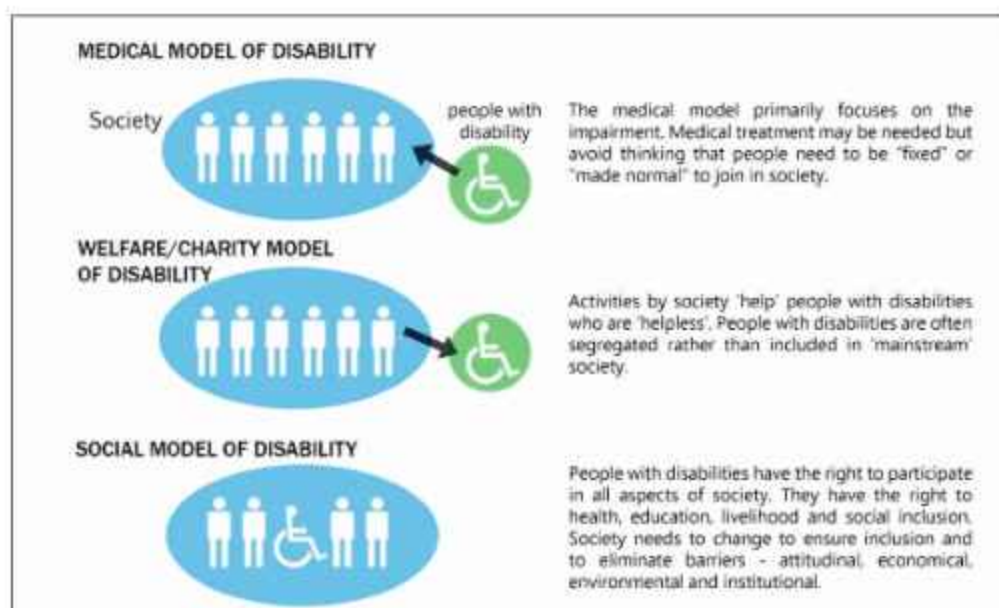 MEDICAL MODEL OF DISABILITY
Society
people with
disability
The medical model primarily focuses on the
impairment. Medical treatment may be needed but
avoid thinking that people need to be "fixed" or
"made normal" to join in society.
WELFARE/CHARITY MODEL
OF DISABILITY
Activities by society 'help' people with disabilities
who are 'helpless'. People with disabilities are often
segregated rather than included in 'mainstream'
society.
SOCIAL MODEL OF DISABILITY
People with disabilities have the right to participate
in all aspects of society. They have the right to
health, education, livelihood and social inclusion.
Society needs to change to ensure inclusion and
to eliminate barriers - attitudinal, economical,
environmental and institutional.